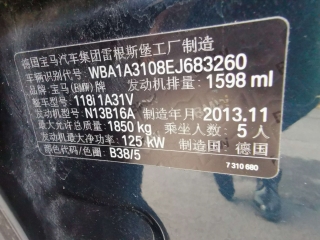 德国宝马汽车集团雷根斯堡工厂制造
车辆识别代号: WBA1A3108EJ683260
品牌: 宝马(BMW)牌 发动机排量: 1598 ml
型号: 118i 1A31V
发动机型号: N13B16A 制造年月: 2013.11
最大允许总质量: 1850 kg 乘坐人数: 5 人
发动机最大净功率: 125 kW 制造国: 德国
颜色代码/色圈: B38/5
7 310 680